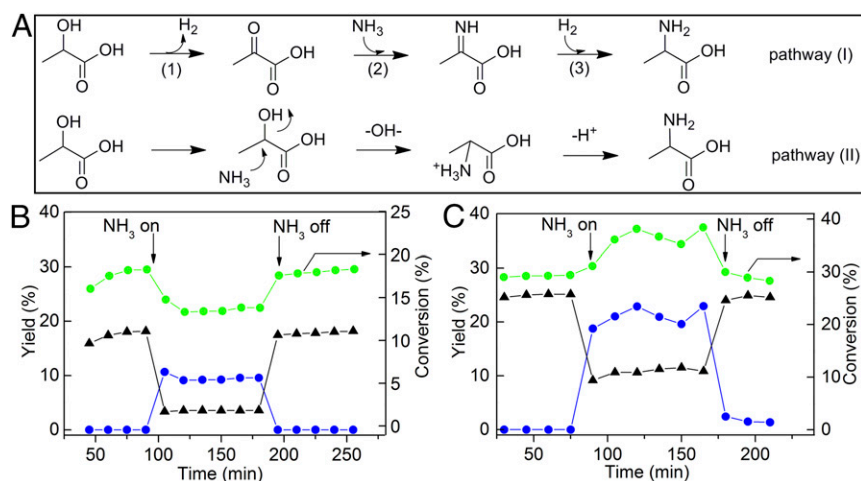 A
OH
OH
O
H₂
(1)
O
OH
O
NH₃
(2)
NH
OH
O
H₂
(3)
NH₂
OH
O
pathway (I)
OH
OH
O
OH
OH
O
NH₃
-OH-
OH
O
⁺H₃N
-H⁺
NH₂
OH
O
pathway (II)
B
NH₃ on
NH₃ off
40
30
20
10
0
Yield (%)
25
20
15
10
5
0
Conversion (%)
50
100
150
200
250
Time (min)
C
NH₃ on
NH₃ off
40
30
20
10
0
Yield (%)
40
30
20
10
0
Conversion (%)
50
100
150
200
Time (min)